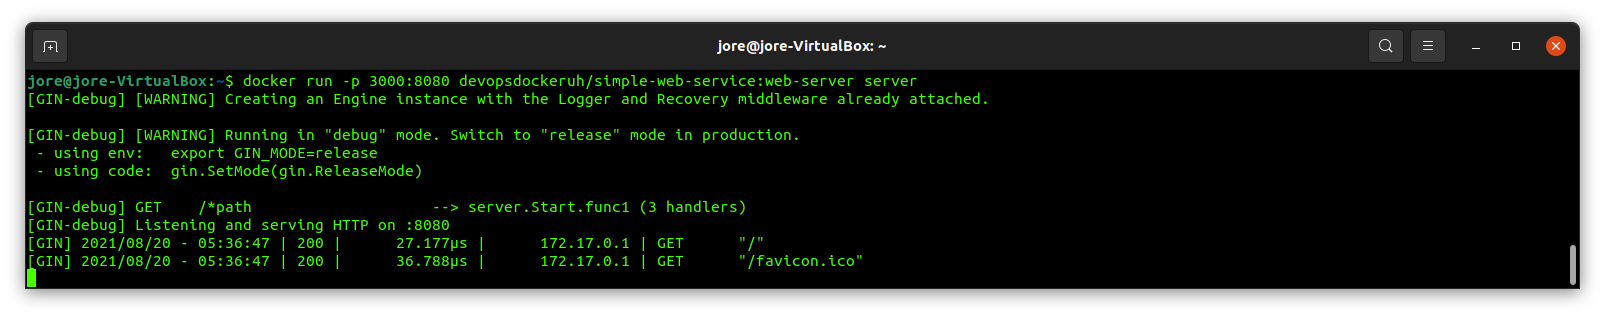 jore@jore-VirtualBox: ~
jore@jore-VirtualBox:~$ docker run -p 3000:8080 devopsdockeruh/simple-web-service:web-server server
[GIN-debug] [WARNING] Creating an Engine instance with the Logger and Recovery middleware already attached.
[GIN-debug] [WARNING] Running in "debug" mode. Switch to "release" mode in production.
 - using env:   export GIN_MODE=release
 - using code:  gin.SetMode(gin.ReleaseMode)
[GIN-debug] GET    /*path                    --> server.Start.func1 (3 handlers)
[GIN-debug] Listening and serving HTTP on :8080
[GIN] 2021/08/20 - 05:36:47 | 200 |      27.177µs |      172.17.0.1 | GET      "/"
[GIN] 2021/08/20 - 05:36:47 | 200 |      36.788µs |      172.17.0.1 | GET      "/favicon.ico"